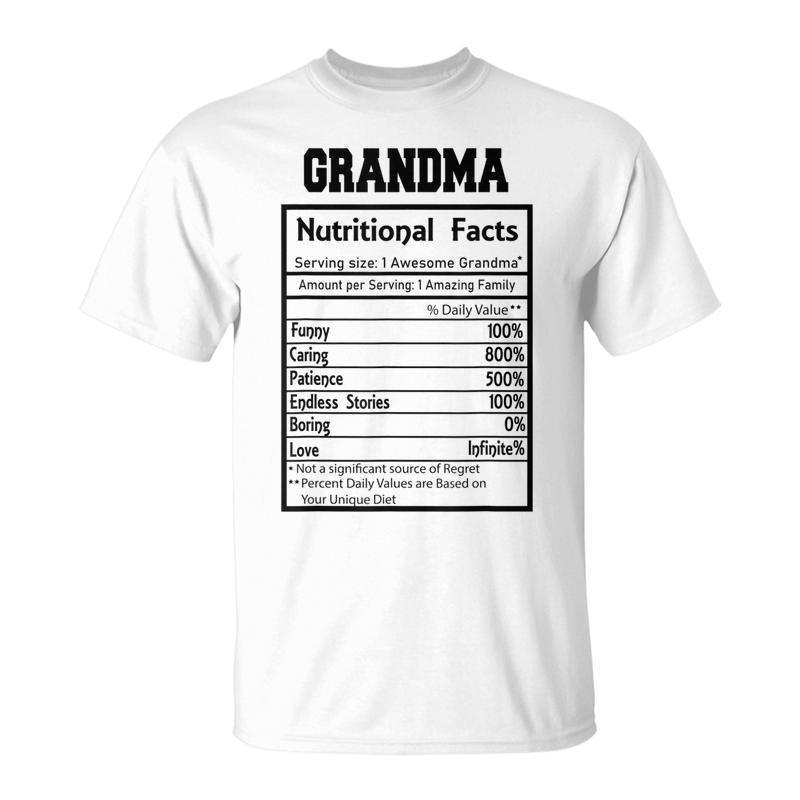 GRANDMA
Nutritional Facts
Serving size: 1 Awesome Grandma*
Amount per Serving: 1 Amazing Family
% Daily Value**
Funny 100%
Caring 800%
Patience 500%
Endless Stories 100%
Boring 0%
Love Infinite%
* Not a significant source of Regret
** Percent Daily Values are Based on
Your Unique Diet